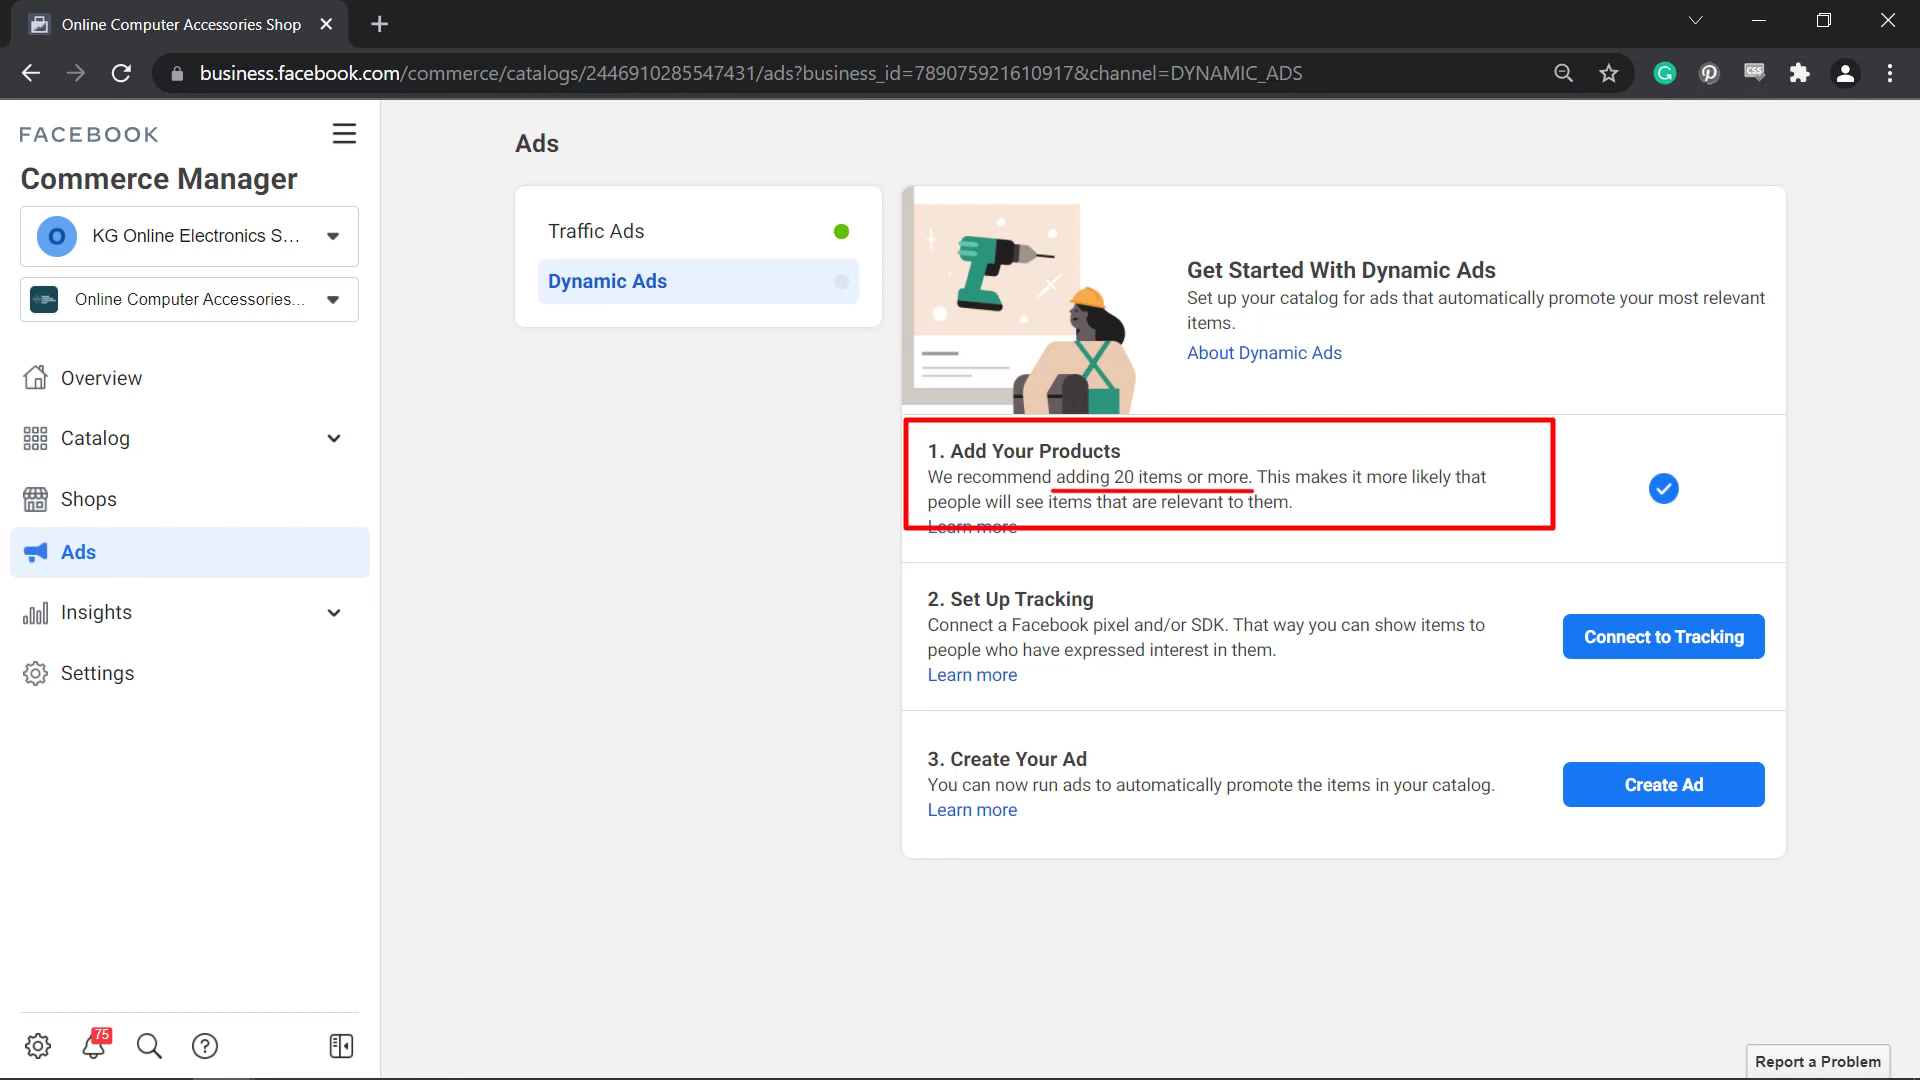 Online Computer Accessories Shop
business.facebook.com/commerce/catalogs/2446910285547431/ads?business_id=789075921610917&channel=DYNAMIC_ADS
FACEBOOK
Commerce Manager
O
KG Online Electronics S...
Online Computer Accessories...
Overview
Catalog
Shops
Ads
Insights
Settings
75
Ads
Traffic Ads
Dynamic Ads
Get Started With Dynamic Ads
Set up your catalog for ads that automatically promote your most relevant
items.
About Dynamic Ads
1. Add Your Products
We recommend adding 20 items or more. This makes it more likely that
people will see items that are relevant to them.
Learn more
2. Set Up Tracking
Connect a Facebook pixel and/or SDK. That way you can show items to
people who have expressed interest in them.
Learn more
Connect to Tracking
3. Create Your Ad
You can now run ads to automatically promote the items in your catalog.
Learn more
Create Ad
Report a Problem